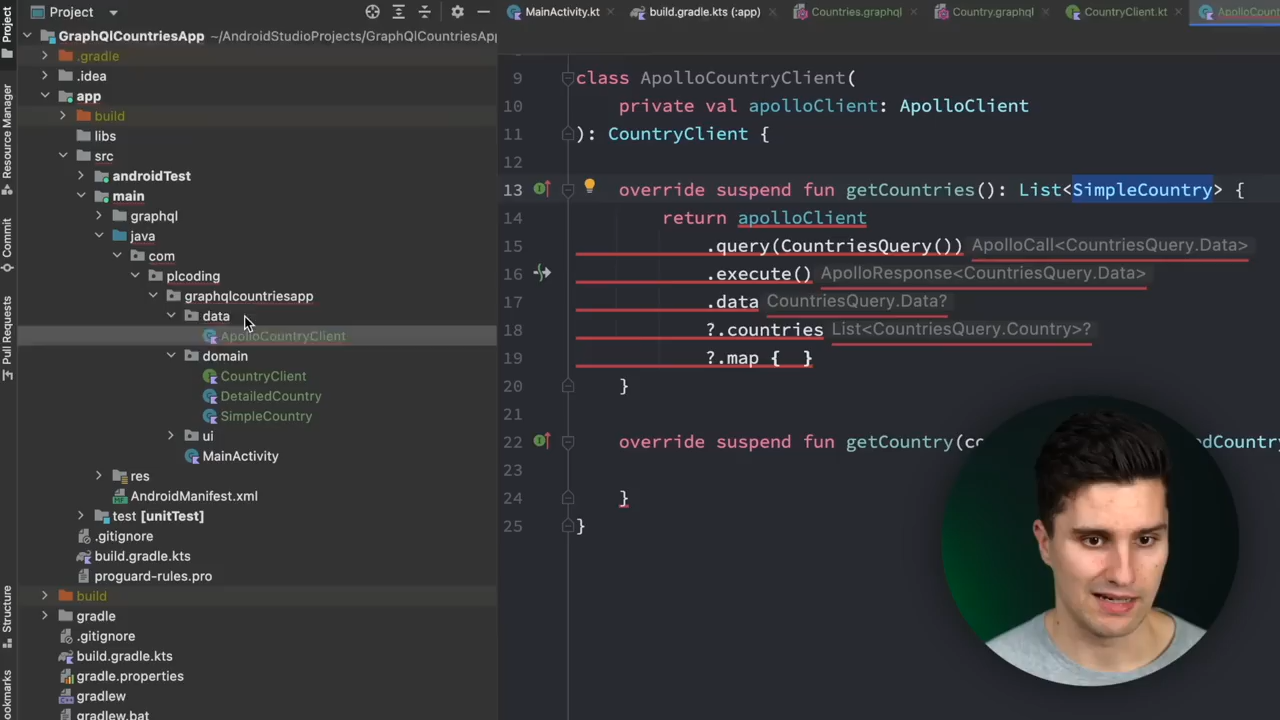 Project
MainActivity.kt
build.gradle.kts (:app)
Countries.graphql
Country.graphql
CountryClient.kt
ApolloCount
Project
Resource Manager
Commit
Pull Requests
Structure
okmarks
GraphQlCountriesApp ~/AndroidStudioProjects/GraphQlCountriesApp
.gradle
.idea
app
build
libs
src
androidTest
main
graphql
java
com
plcoding
graphqlcountriesapp
data
ApolloCountryClient
domain
CountryClient
DetailedCountry
SimpleCountry
ui
MainActivity
res
AndroidManifest.xml
test [unitTest]
.gitignore
build.gradle.kts
proguard-rules.pro
build
gradle
.gitignore
build.gradle.kts
gradle.properties
gradlew
gradlew.bat
9 class ApolloCountryClient(
10 private val apolloClient: ApolloClient
11 ): CountryClient {
12
13 override suspend fun getCountries(): List<SimpleCountry> {
14 return apolloClient
15 .query(CountriesQuery()) ApolloCall<CountriesQuery.Data>
16 .execute() ApolloResponse<CountriesQuery.Data>
17 .data CountriesQuery.Data?
18 ?.countries List<CountriesQuery.Country>?
19 ?.map { }
20 }
21
22 override suspend fun getCountry(co edCountry
23
24 }
25 }